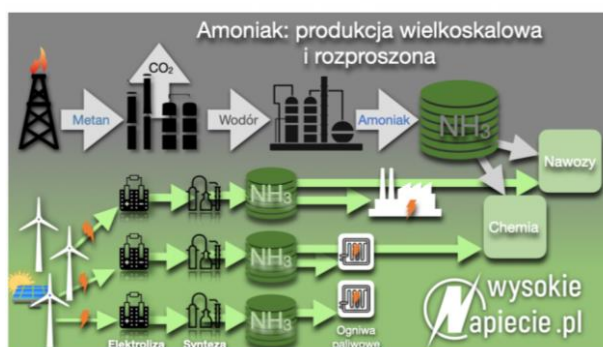 Amoniak: produkcja wielkoskalowa
i rozproszona
CO₂
Metan
Wodór
Amoniak
NH₃
Nawozy
NH₃
Chemia
NH₃
NH₃
Elektroliza
Synteza
Ogniwa
paliwowe
wysokie
Napiecie.pl